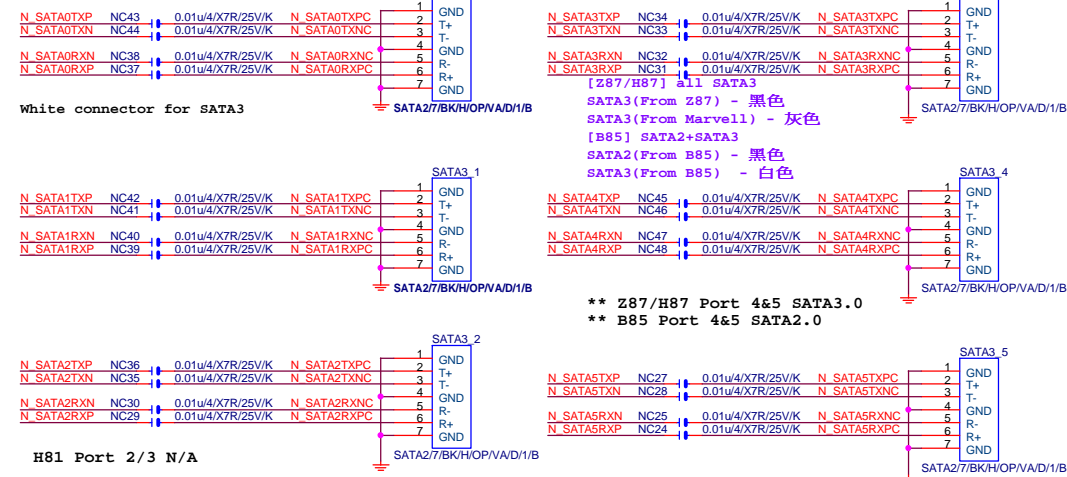 N_SATA0TXP NC43 0.01u/4/X7R/25V/K N_SATA0TXPC 1 GND
2 T+
N_SATA0TXN NC44 0.01u/4/X7R/25V/K N_SATA0TXNC 3 T-
4 GND
N_SATA0RXN NC38 0.01u/4/X7R/25V/K N_SATA0RXNC 5 R-
N_SATA0RXP NC37 0.01u/4/X7R/25V/K N_SATA0RXPC 6 R+
7 GND
White connector for SATA3
SATA2/7/BK/H/OP/VA/D/1/B
N_SATA3TXP NC34 0.01u/4/X7R/25V/K N_SATA3TXPC 1 GND
2 T+
N_SATA3TXN NC33 0.01u/4/X7R/25V/K N_SATA3TXNC 3 T-
4 GND
N_SATA3RXN NC32 0.01u/4/X7R/25V/K N_SATA3RXNC 5 R-
N_SATA3RXP NC31 0.01u/4/X7R/25V/K N_SATA3RXPC 6 R+
7 GND
SATA2/7/BK/H/OP/VA/D/1/B
[Z87/H87] all SATA3
SATA3(From Z87) - 黑色
SATA3(From Marvell) - 灰色
[B85] SATA2+SATA3
SATA2(From B85) - 黑色
SATA3(From B85) - 白色
SATA3_1
1 GND
N_SATA1TXP NC42 0.01u/4/X7R/25V/K N_SATA1TXPC 2 T+
N_SATA1TXN NC41 0.01u/4/X7R/25V/K N_SATA1TXNC 3 T-
4 GND
N_SATA1RXN NC40 0.01u/4/X7R/25V/K N_SATA1RXNC 5 R-
N_SATA1RXP NC39 0.01u/4/X7R/25V/K N_SATA1RXPC 6 R+
7 GND
SATA2/7/BK/H/OP/VA/D/1/B
SATA3_4
1 GND
N_SATA4TXP NC45 0.01u/4/X7R/25V/K N_SATA4TXPC 2 T+
N_SATA4TXN NC46 0.01u/4/X7R/25V/K N_SATA4TXNC 3 T-
4 GND
N_SATA4RXN NC47 0.01u/4/X7R/25V/K N_SATA4RXNC 5 R-
N_SATA4RXP NC48 0.01u/4/X7R/25V/K N_SATA4RXPC 6 R+
7 GND
SATA2/7/BK/H/OP/VA/D/1/B
** Z87/H87 Port 4&5 SATA3.0
** B85 Port 4&5 SATA2.0
SATA3_2
1 GND
N_SATA2TXP NC36 0.01u/4/X7R/25V/K N_SATA2TXPC 2 T+
N_SATA2TXN NC35 0.01u/4/X7R/25V/K N_SATA2TXNC 3 T-
4 GND
N_SATA2RXN NC30 0.01u/4/X7R/25V/K N_SATA2RXNC 5 R-
N_SATA2RXP NC29 0.01u/4/X7R/25V/K N_SATA2RXPC 6 R+
7 GND
H81 Port 2/3 N/A
SATA2/7/BK/H/OP/VA/D/1/B
SATA3_5
1 GND
N_SATA5TXP NC27 0.01u/4/X7R/25V/K N_SATA5TXPC 2 T+
N_SATA5TXN NC28 0.01u/4/X7R/25V/K N_SATA5TXNC 3 T-
4 GND
N_SATA5RXN NC25 0.01u/4/X7R/25V/K N_SATA5RXNC 5 R-
N_SATA5RXP NC24 0.01u/4/X7R/25V/K N_SATA5RXPC 6 R+
7 GND
SATA2/7/BK/H/OP/VA/D/1/B